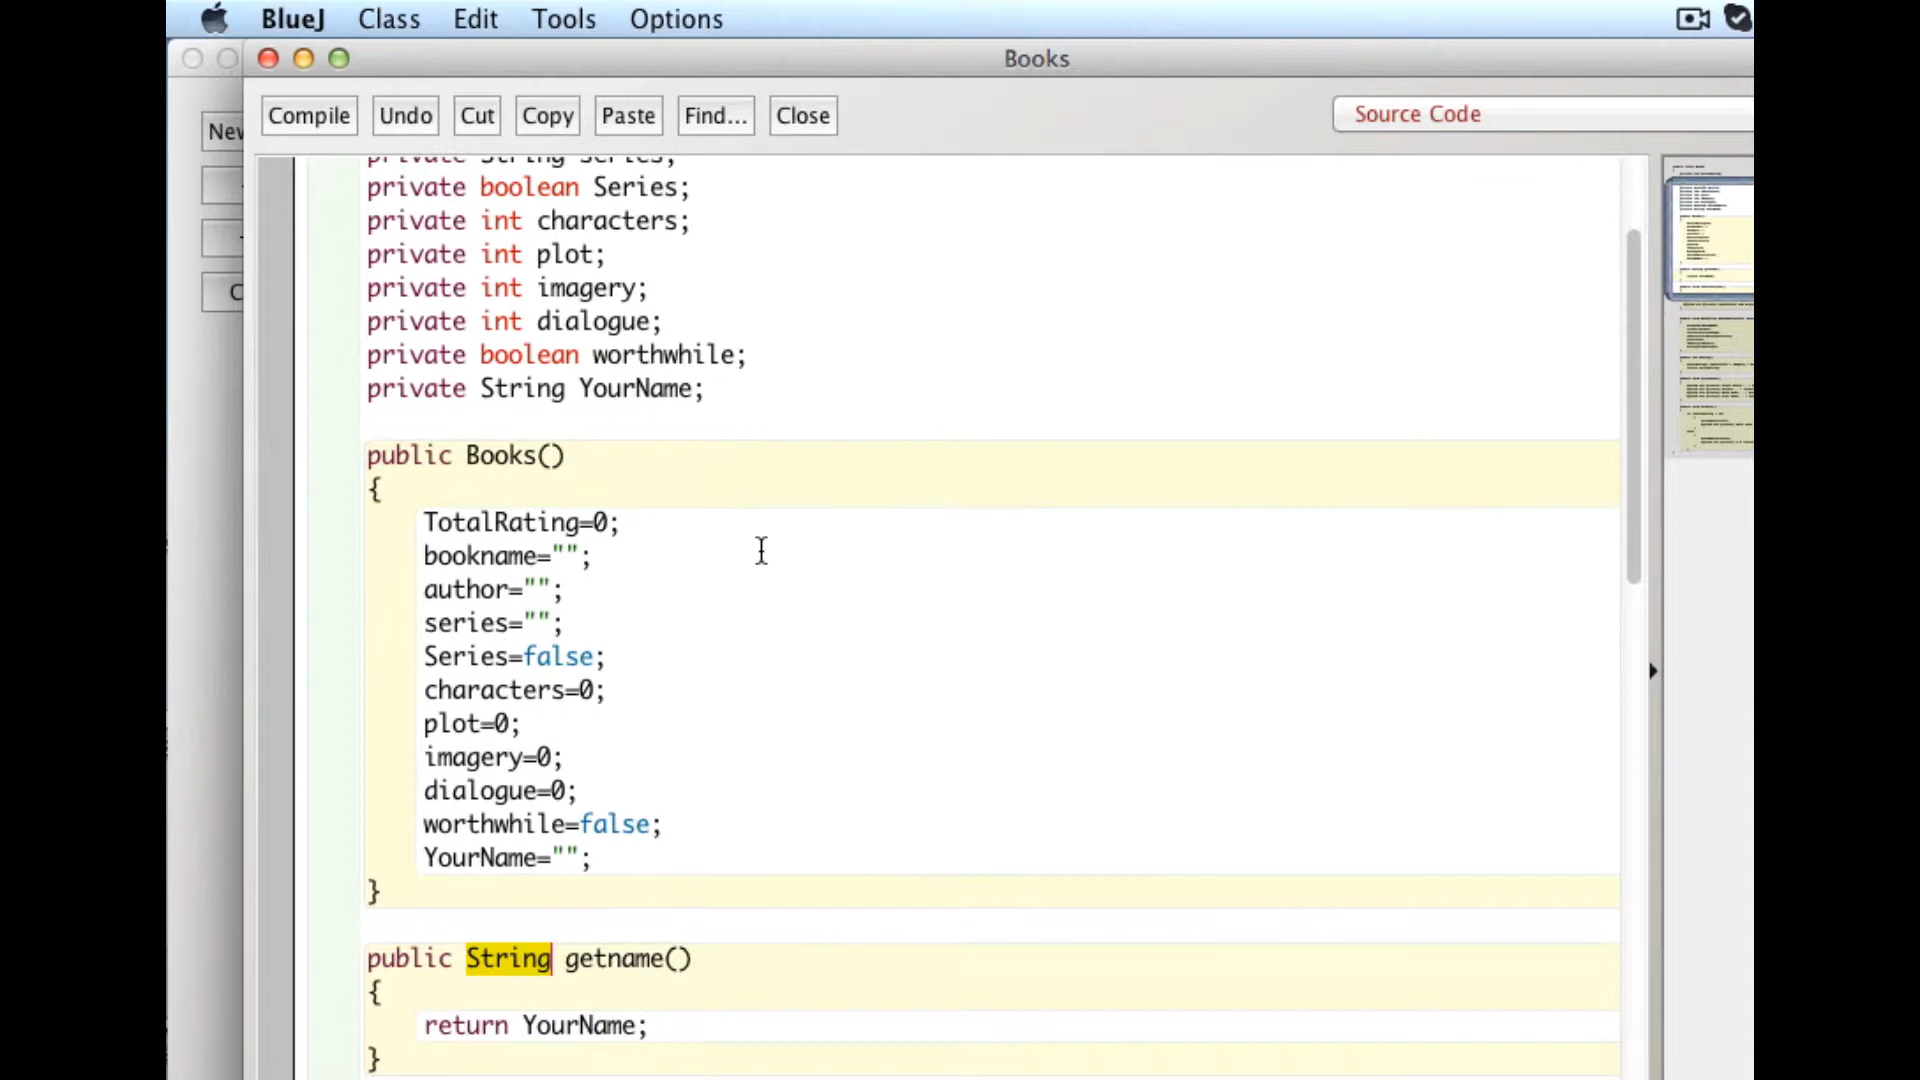 BlueJ Class Edit Tools Options
Books
Compile Undo Cut Copy Paste Find... Close
Source Code
private String series;
private boolean Series;
private int characters;
private int plot;
private int imagery;
private int dialogue;
private boolean worthwhile;
private String YourName;
public Books()
{
TotalRating=0;
bookname="";
author="";
series="";
Series=false;
characters=0;
plot=0;
imagery=0;
dialogue=0;
worthwhile=false;
YourName="";
}
public String getname()
{
return YourName;
}